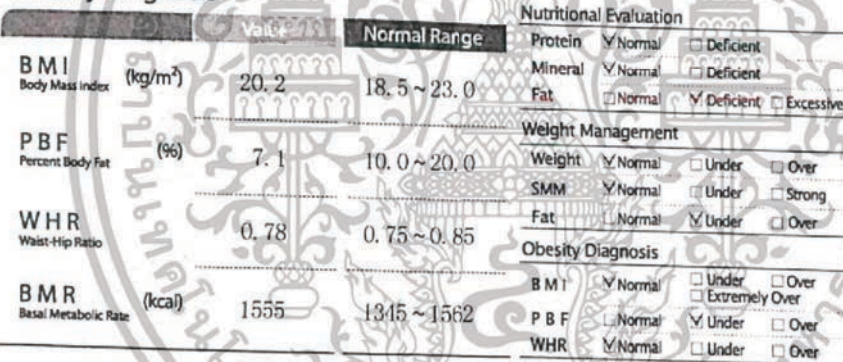 Value Normal Range
BMI (kg/m²) 20.2 18.5~23.0
Body Mass Index
PBF (%) 7.1 10.0~20.0
Percent Body Fat
WHR 0.78 0.75~0.85
Waist-Hip Ratio
BMR (kcal) 1555 1345~1562
Basal Metabolic Rate
Nutritional Evaluation
Protein Normal Deficient
Mineral Normal Deficient
Fat Normal Deficient Excessive
Weight Management
Weight Normal Under Over
SMM Normal Under Strong
Fat Normal Under Over
Obesity Diagnosis
BMI Normal Under Over
Extremely Over
PBF Normal Under Over
WHR Normal Under Over